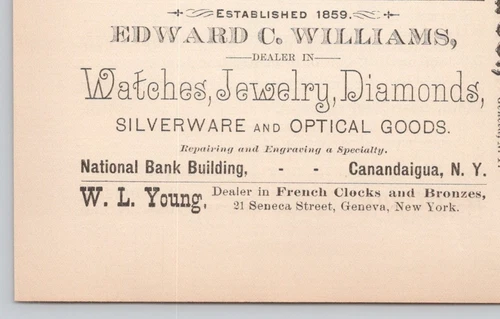 ESTABLISHED 1859.
EDWARD C. WILLIAMS,
DEALER IN
Watches, Jewelry, Diamonds,
SILVERWARE AND OPTICAL GOODS.
Repairing and Engraving a Specialty.
National Bank Building, - - Canandaigua, N. Y.
W. L. Young, Dealer in French Clocks and Bronzes,
21 Seneca Street, Geneva, New York.